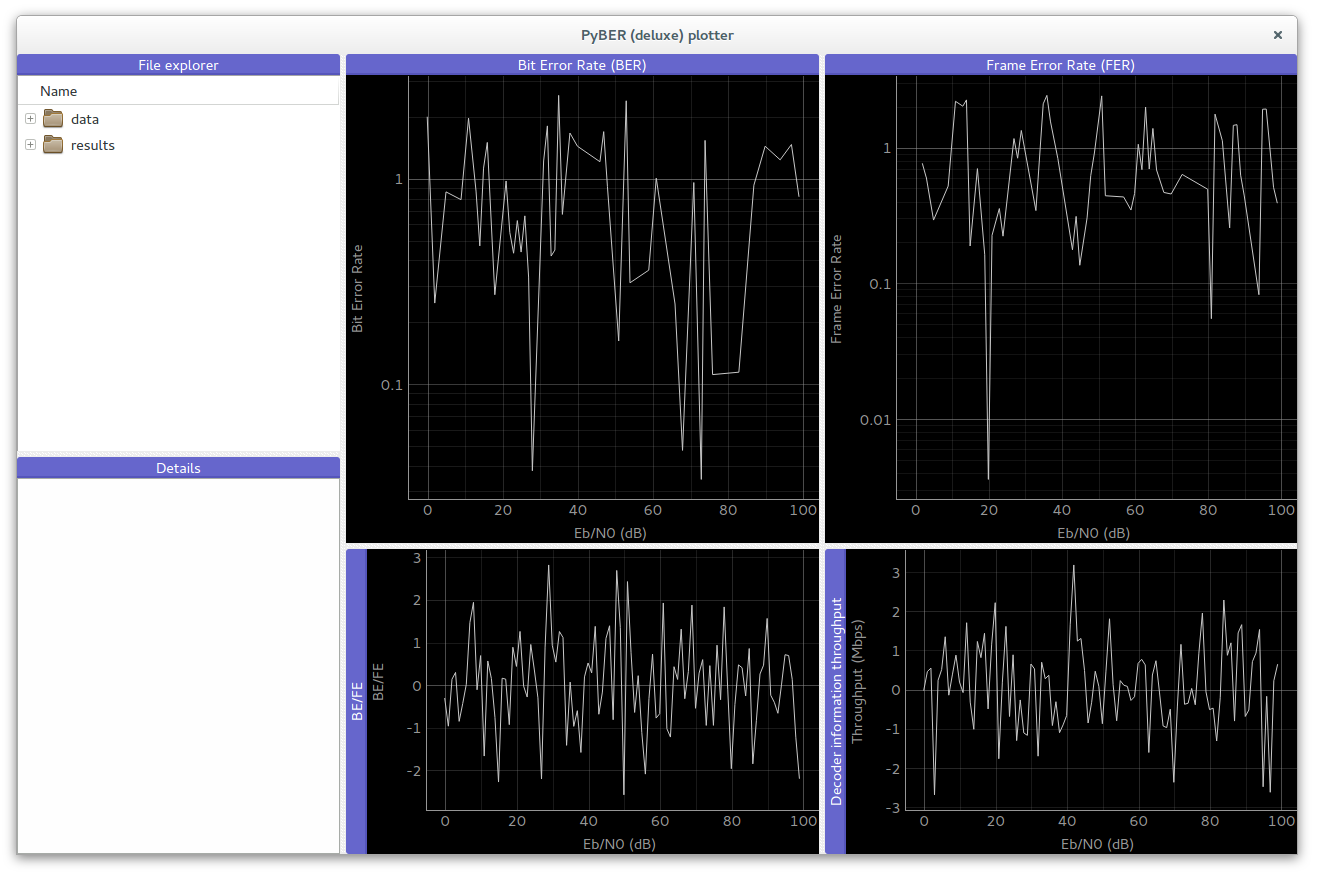 PyBER (deluxe) plotter
×
File explorer
Name
data
results
Details
Bit Error Rate (BER)
Bit Error Rate
1
0.1
0 20 40 60 80 100
Eb/N0 (dB)
Frame Error Rate (FER)
Frame Error Rate
1
0.1
0.01
0 20 40 60 80 100
Eb/N0 (dB)
BE/FE
BE/FE
3
2
1
0
-1
-2
0 20 40 60 80 100
Eb/N0 (dB)
Decoder information throughput
Throughput (Mbps)
3
2
1
0
-1
-2
-3
0 20 40 60 80 100
Eb/N0 (dB)